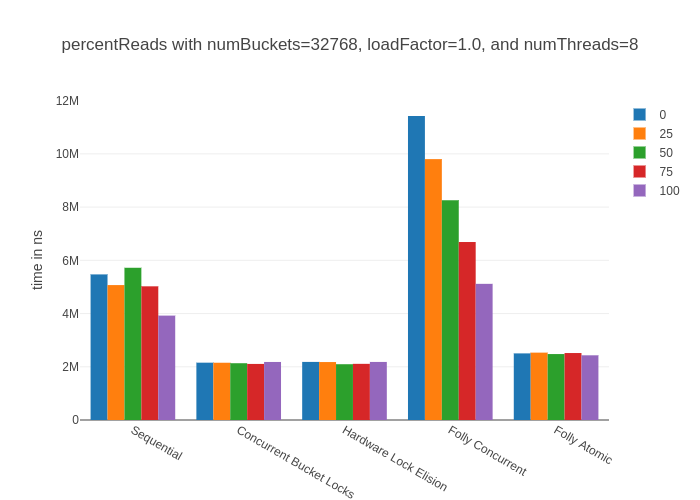 percentReads with numBuckets=32768, loadFactor=1.0, and numThreads=8
12M
10M
8M
6M
4M
2M
0
time in ns
Sequential
Concurrent Bucket Locks
Hardware Lock Elision
Folly Concurrent
Folly Atomic
0
25
50
75
100